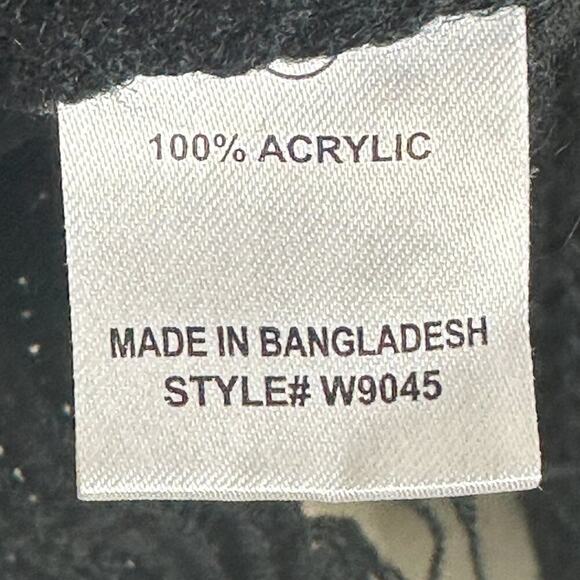 100% ACRYLIC
MADE IN BANGLADESH
STYLE# W9045